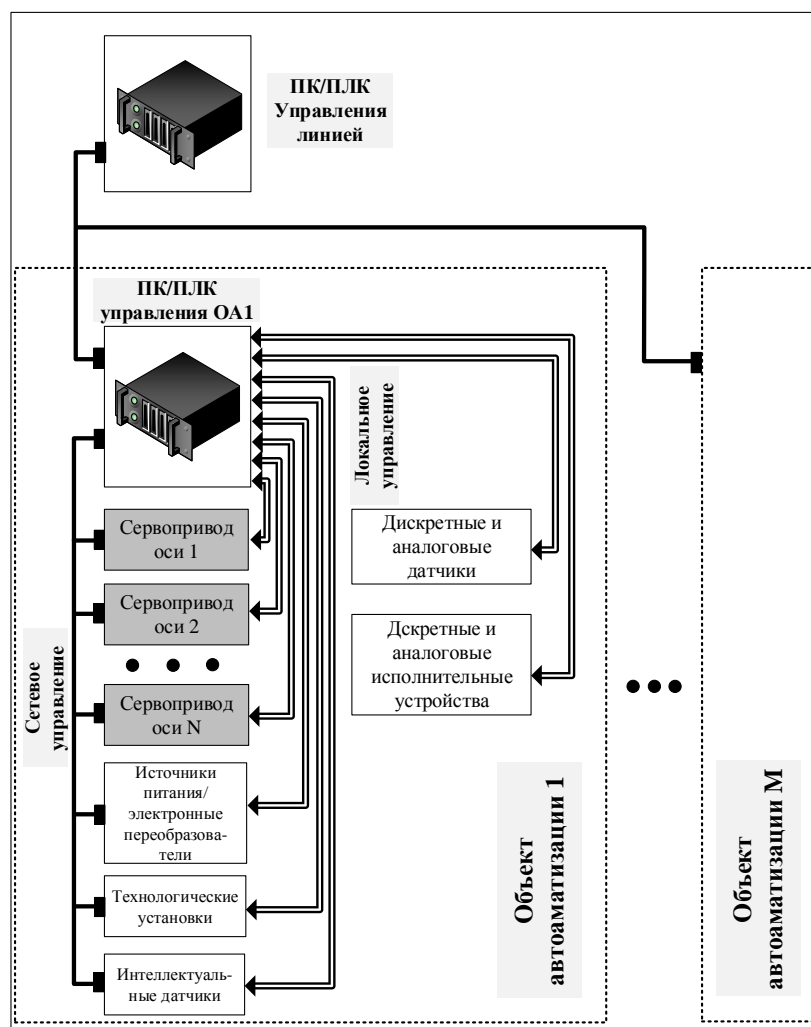 ПК/ПЛК
Управления
линией
ПК/ПЛК
управления ОА1
Локальное
управление
Сервопривод
оси 1
Дискретные и
аналоговые
датчики
Сервопривод
оси 2
Дскретные и
аналоговые
исполнительные
устройства
Сетевое
управление
Сервопривод
оси N
Источники
питания/
электронные
переобразова-
тели
Технологические
установки
Интеллектуаль-
ные датчики
Объект
автоаматизации 1
Объект
автоаматизации М